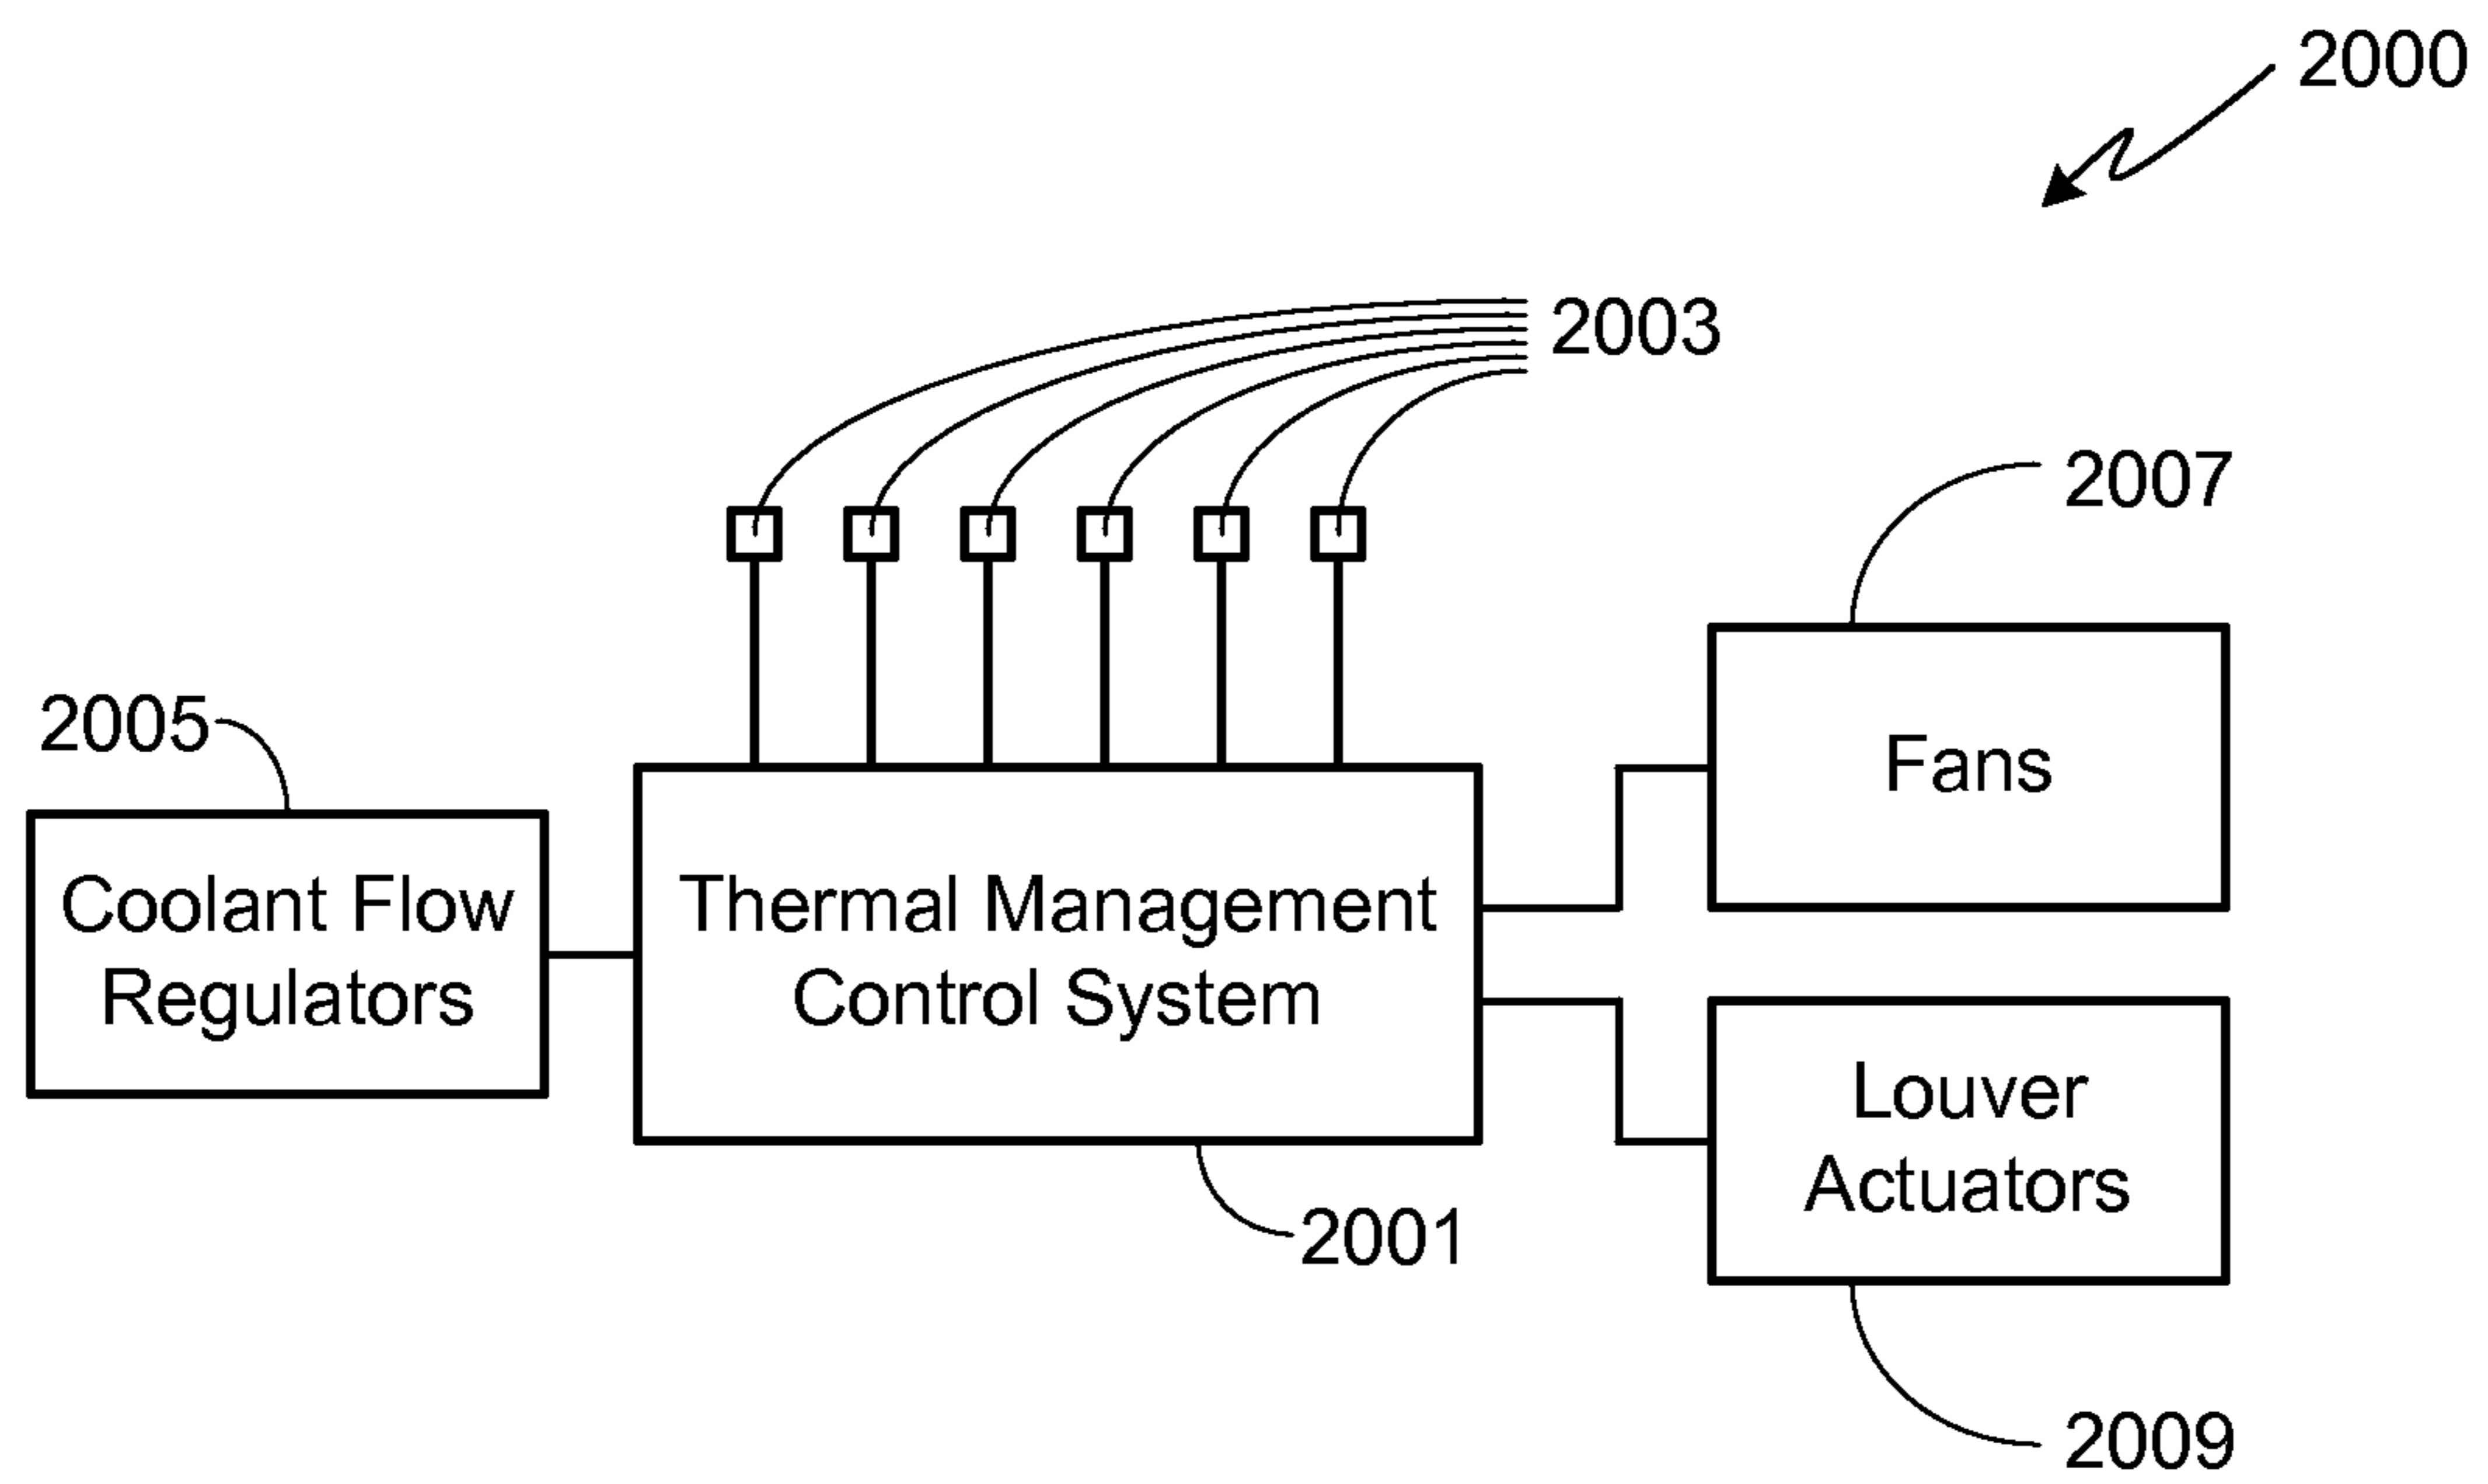 2000
2003
2007
2005
Fans
Coolant Flow
Regulators
Thermal Management
Control System
Louver
Actuators
2001
2009